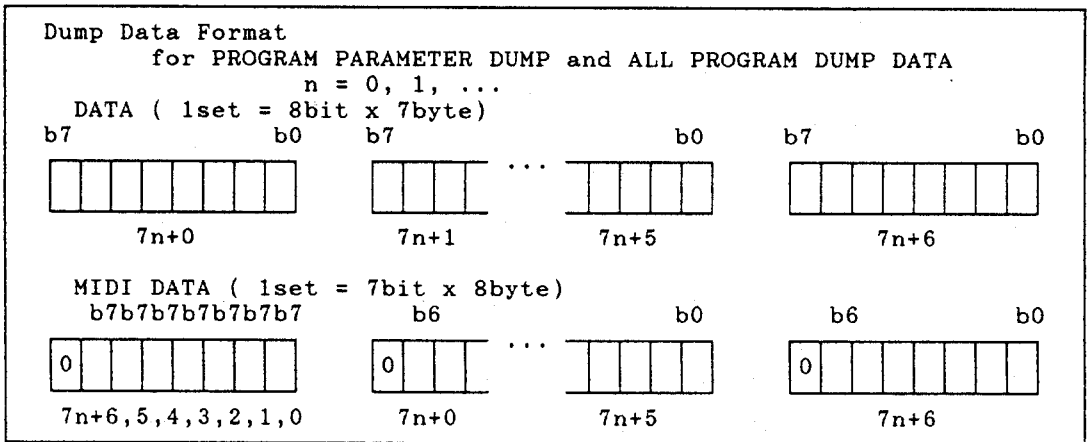 Dump Data Format
for PROGRAM PARAMETER DUMP and ALL PROGRAM DUMP DATA
n = 0, 1, ...
DATA ( 1set = 8bit x 7byte)
b7 b0 b7 b0 b7 b0
...
7n+0 7n+1 7n+5 7n+6
MIDI DATA ( 1set = 7bit x 8byte)
b7b7b7b7b7b7b7 b6 b0 b6 b0
0 0 ... 0
7n+6,5,4,3,2,1,0 7n+0 7n+5 7n+6